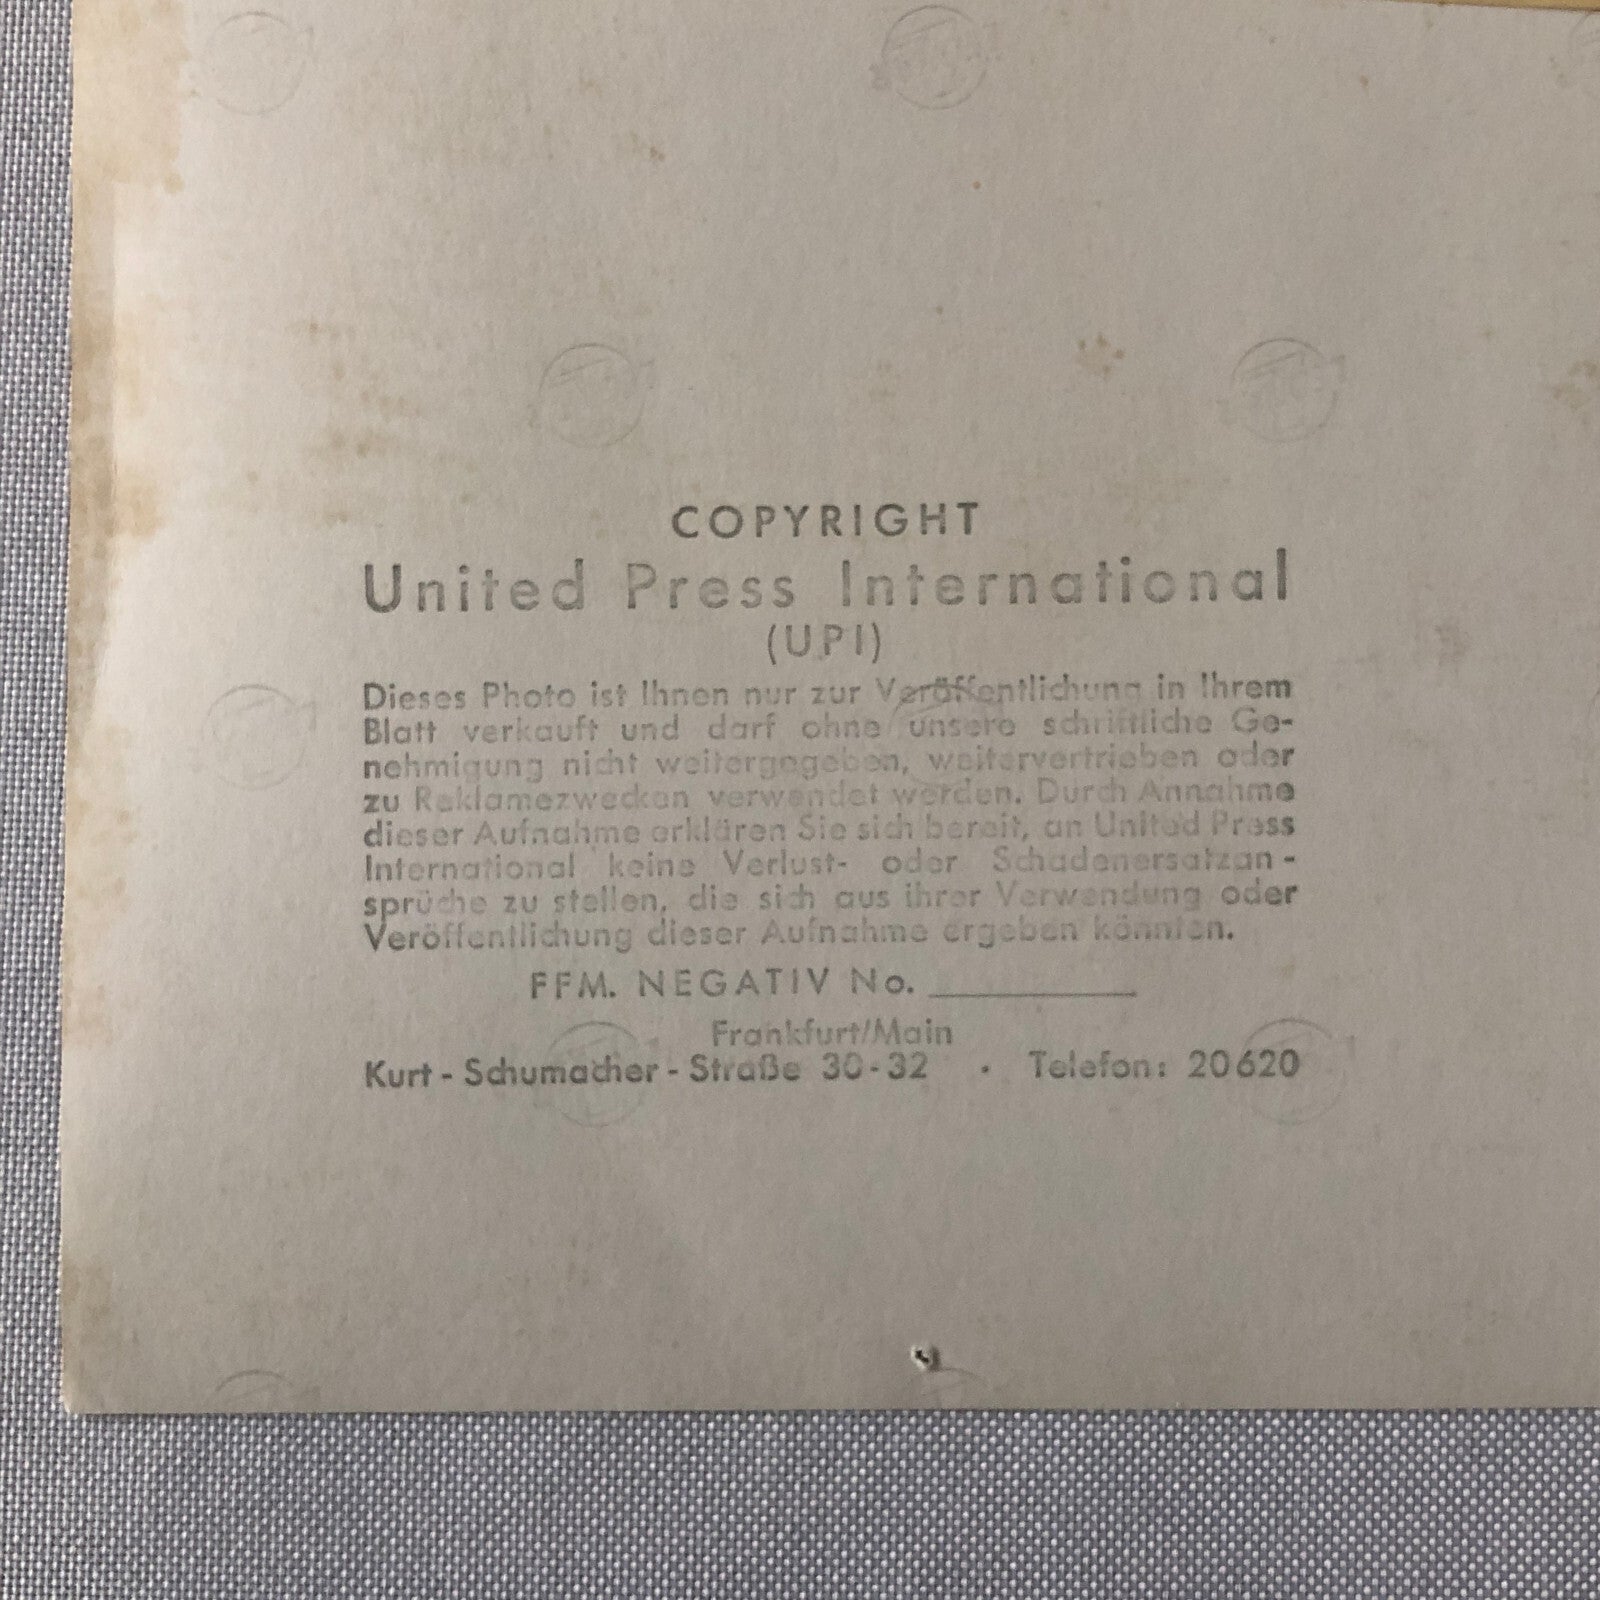 COPYRIGHT
United Press International
(UPI)
Dieses Photo ist Ihnen nur zur Veröffentlichung in Ihrem
Blatt verkauft und darf ohne unsere schriftliche Ge-
nehmigung nicht weitergegeben, weitervertrieben oder
zu Reklamezwecken verwendet werden. Durch Annahme
dieser Aufnahme erklären Sie sich bereit, an United Press
International keine Verlust- oder Schadenersatzan-
sprüche zu stellen, die sich aus ihrer Verwendung oder
Veröffentlichung dieser Aufnahme ergeben könnten.
FFM. NEGATIV No. ________
Frankfurt/Main
Kurt - Schumacher - Straße 30-32 · Telefon: 20620